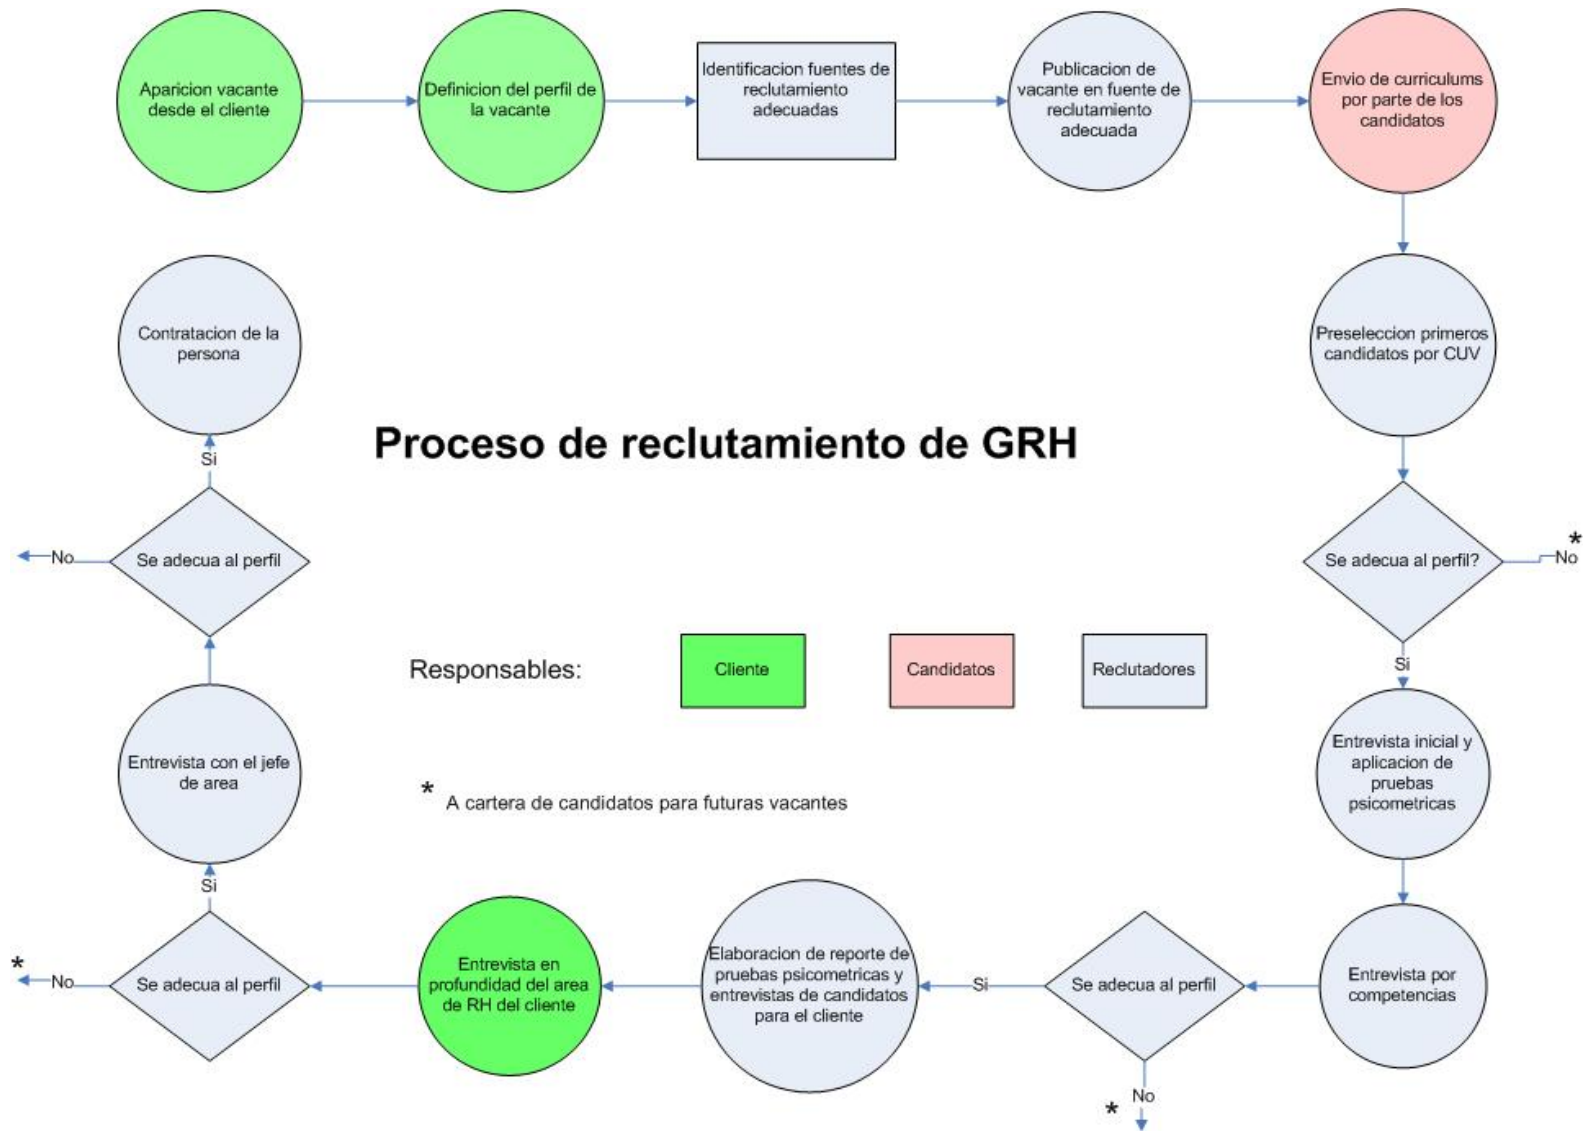 Aparicion vacante
desde el cliente
Definicion del perfil de
la vacante
Identificacion fuentes de
reclutamiento
adecuadas
Publicacion de
vacante en fuente de
reclutamiento
adecuada
Envio de curriculums
por parte de los
candidatos
Preseleccion primeros
candidatos por CUV
Se adecua al perfil?
*
No
Si
Entrevista inicial y
aplicacion de
pruebas
psicometricas
Entrevista por
competencias
Se adecua al perfil
No
*
Si
Elaboracion de reporte de
pruebas psicometricas y
entrevistas de candidatos
para el cliente
Entrevista en
profundidad del area
de RH del cliente
Se adecua al perfil
*
No
Si
Entrevista con el jefe
de area
Se adecua al perfil
No
Si
Contratacion de la
persona
Proceso de reclutamiento de GRH
Responsables:
Cliente
Candidatos
Reclutadores
* A cartera de candidatos para futuras vacantes